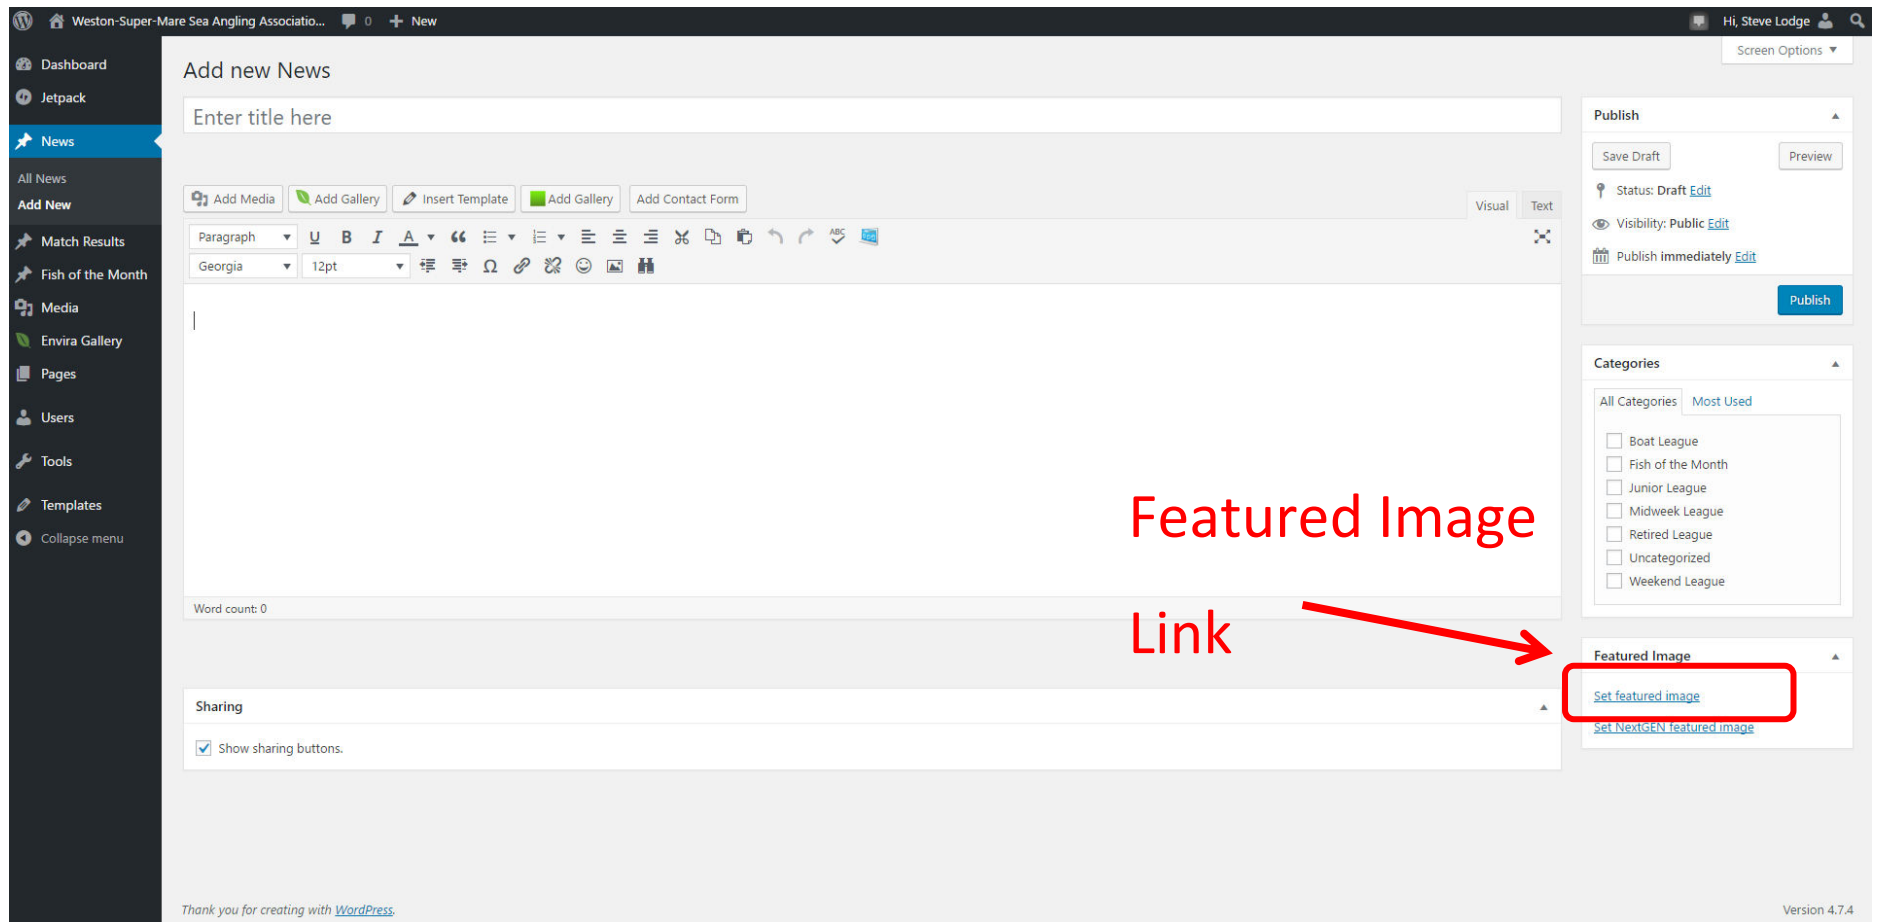 Weston-Super-Mare Sea Angling Associatio... 0 New
Hi, Steve Lodge
Screen Options
Dashboard
Jetpack
News
All News
Add New
Match Results
Fish of the Month
Media
Envira Gallery
Pages
Users
Tools
Templates
Collapse menu
Add new News
Enter title here
Add Media Add Gallery Insert Template Add Gallery Add Contact Form
Visual Text
Paragraph U B I A ABC
Georgia 12pt Ω
Word count: 0
Featured Image
Link
Sharing
Show sharing buttons.
Publish
Save Draft Preview
Status: Draft Edit
Visibility: Public Edit
Publish immediately Edit
Publish
Categories
All Categories Most Used
Boat League
Fish of the Month
Junior League
Midweek League
Retired League
Uncategorized
Weekend League
Featured Image
Set featured image
Set NextGEN featured image
Thank you for creating with WordPress.
Version 4.7.4